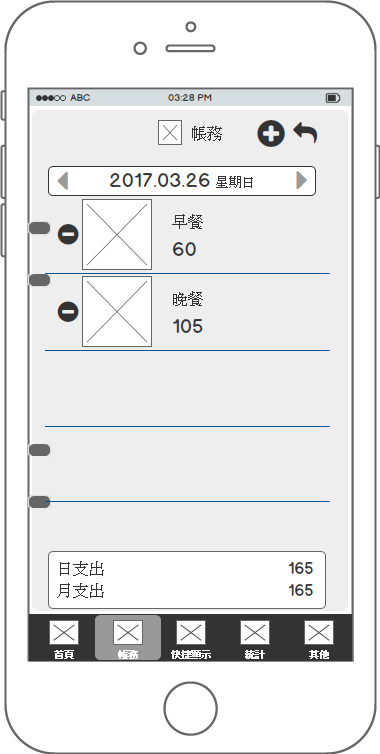 ABC 03:28 PM
帳務
2017.03.26 星期日
早餐
60
晚餐
105
日支出 165
月支出 165
首頁 帳務 快捷顯示 統計 其他